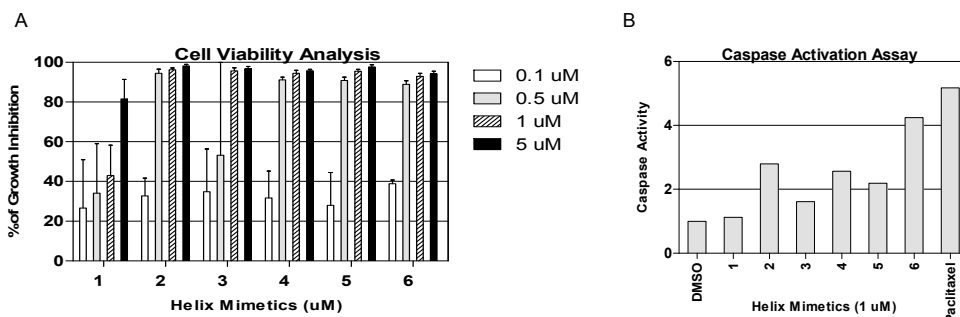 A
Cell Viability Analysis
100
80
60
40
20
0
%of Growth Inhibition
1 2 3 4 5 6
Helix Mimetics (uM)
0.1 uM
0.5 uM
1 uM
5 uM
B
Caspase Activation Assay
6
4
2
0
Caspase Activity
DMSO 1 2 3 4 5 6 Paclitaxel
Helix Mimetics (1 uM)